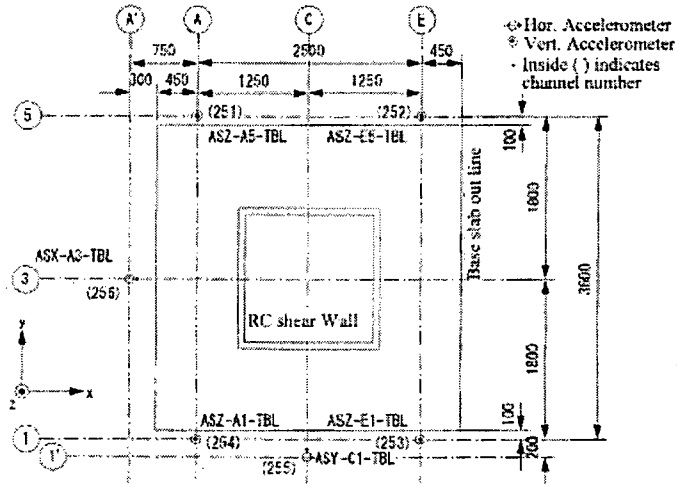 A' A C E
Hor. Accelerometer
Vert. Accelerometer
Inside ( ) indicates
channel number
750 2500 450
300 450 1250 1250
5
(251) (252)
ASZ-A5-TBL ASZ-E5-TBL
100
1800
Base slab out line
ASX-A3-TBL
3
(256)
3600
RC shear Wall
y
z x
1800
ASZ-A1-TBL ASZ-E1-TBL
100
1
(254) (253)
200
1'
(255) ASY-C1-TBL